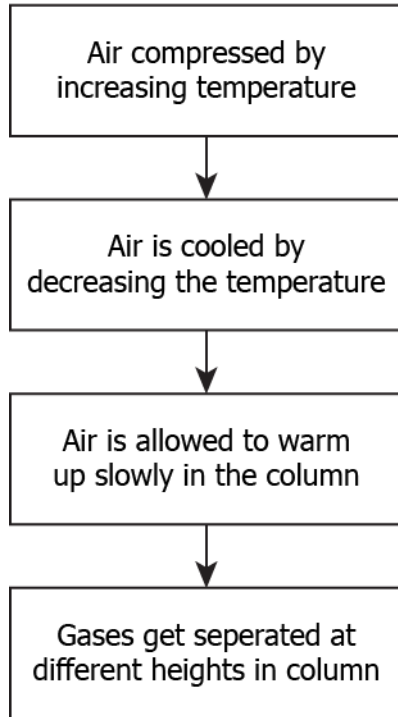 Air compressed by
increasing temperature
Air is cooled by
decreasing the temperature
Air is allowed to warm
up slowly in the column
Gases get seperated at
different heights in column